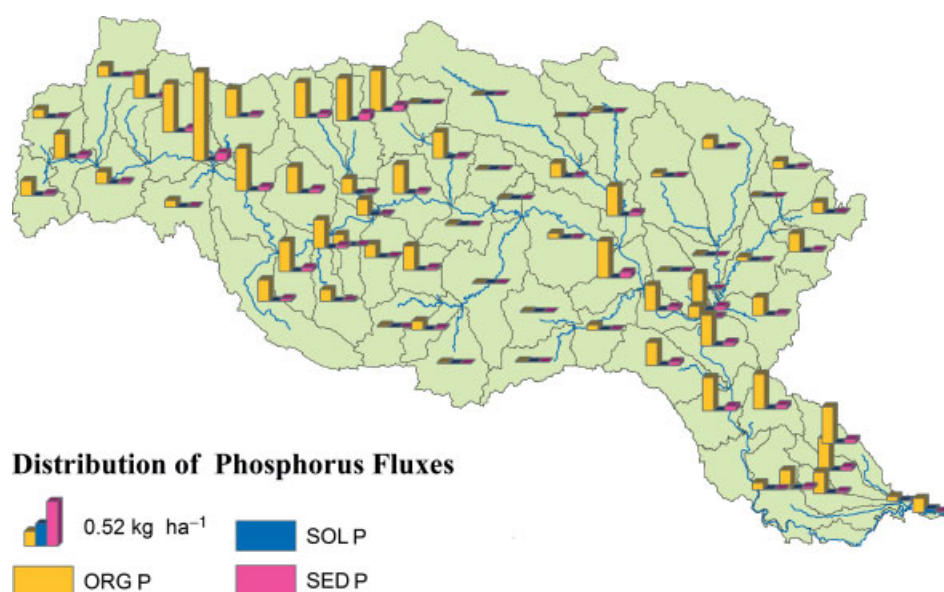 Distribution of Phosphorus Fluxes
0.52 kg ha⁻¹
SOL P
ORG P
SED P